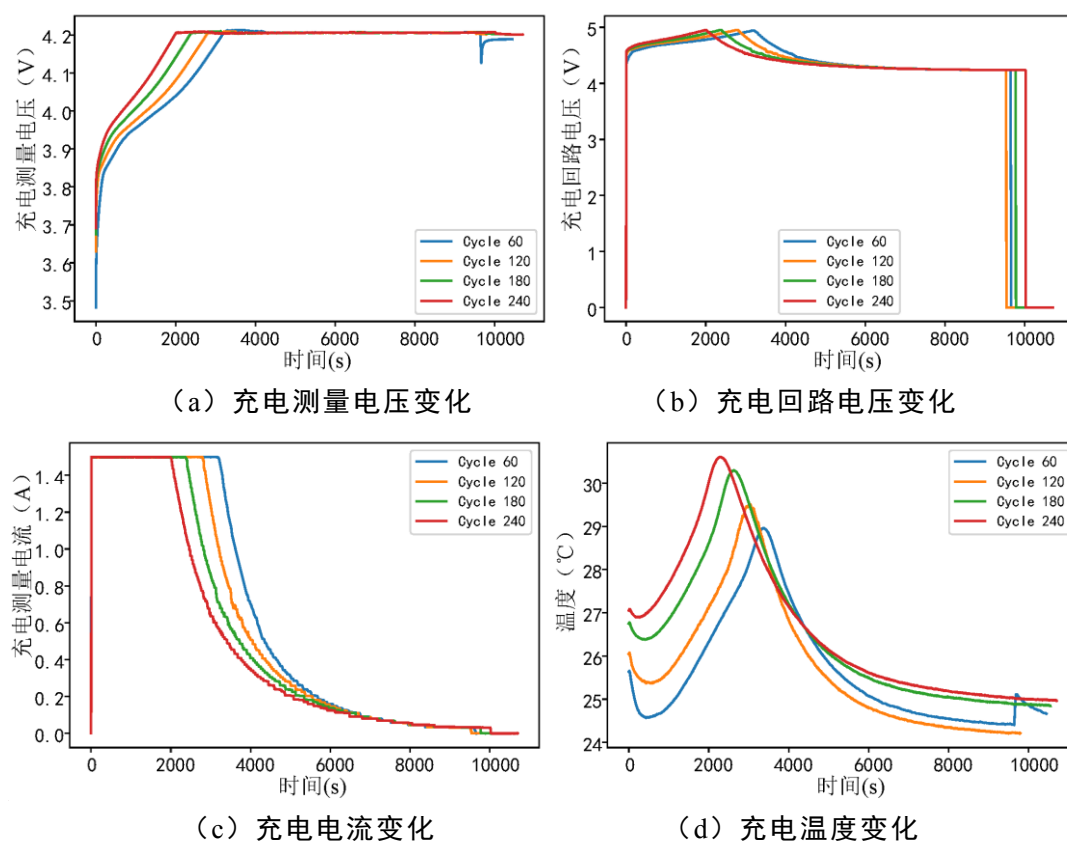 充电测量电压（V）
4.2
4.1
4.0
3.9
3.8
3.7
3.6
3.5
0 2000 4000 6000 8000 10000
时间(s)
Cycle 60
Cycle 120
Cycle 180
Cycle 240
（a）充电测量电压变化
充电回路电压（V）
5
4
3
2
1
0
0 2000 4000 6000 8000 10000
时间(s)
Cycle 60
Cycle 120
Cycle 180
Cycle 240
（b）充电回路电压变化
充电测量电流（A）
1.4
1.2
1.0
0.8
0.6
0.4
0.2
0.0
0 2000 4000 6000 8000 10000
时间(s)
Cycle 60
Cycle 120
Cycle 180
Cycle 240
（c）充电电流变化
温度（℃）
30
29
28
27
26
25
24
0 2000 4000 6000 8000 10000
时间(s)
Cycle 60
Cycle 120
Cycle 180
Cycle 240
（d）充电温度变化